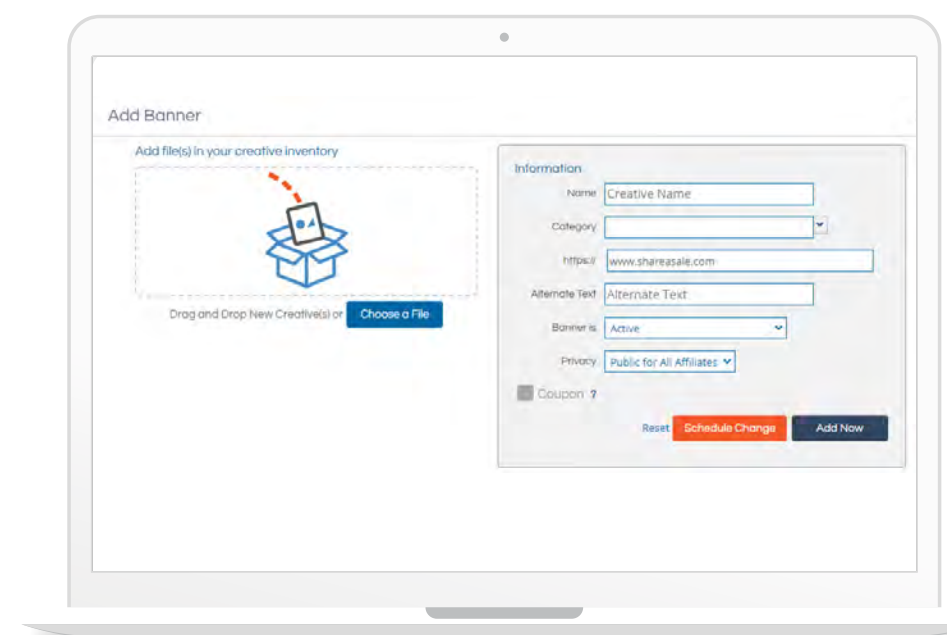 Add Banner
Add file(s) in your creative inventory
Drag and Drop New Creative(s) or Choose a File
Information
Name Creative Name
Category
https:// www.shareasale.com
Alternate Text Alternate Text
Banner is Active
Privacy Public for All Affiliates
Coupon ?
Reset Schedule Change Add Now